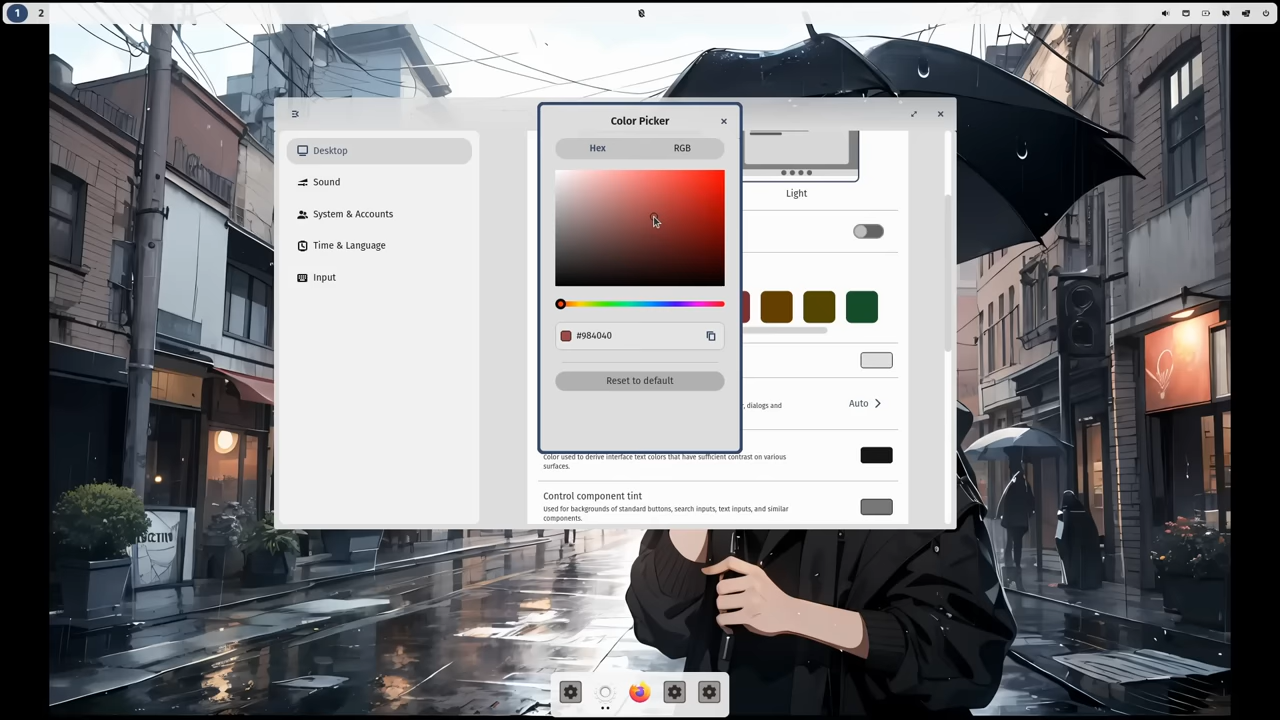 1 2
Color Picker
Hex RGB
Desktop
Sound
Light
System & Accounts
Time & Language
Input
#984040
Reset to default
, dialogs and
Auto
Color used to derive interface text colors that have sufficient contrast on various
surfaces.
Control component tint
Used for backgrounds of standard buttons, search inputs, text inputs, and similar
components.